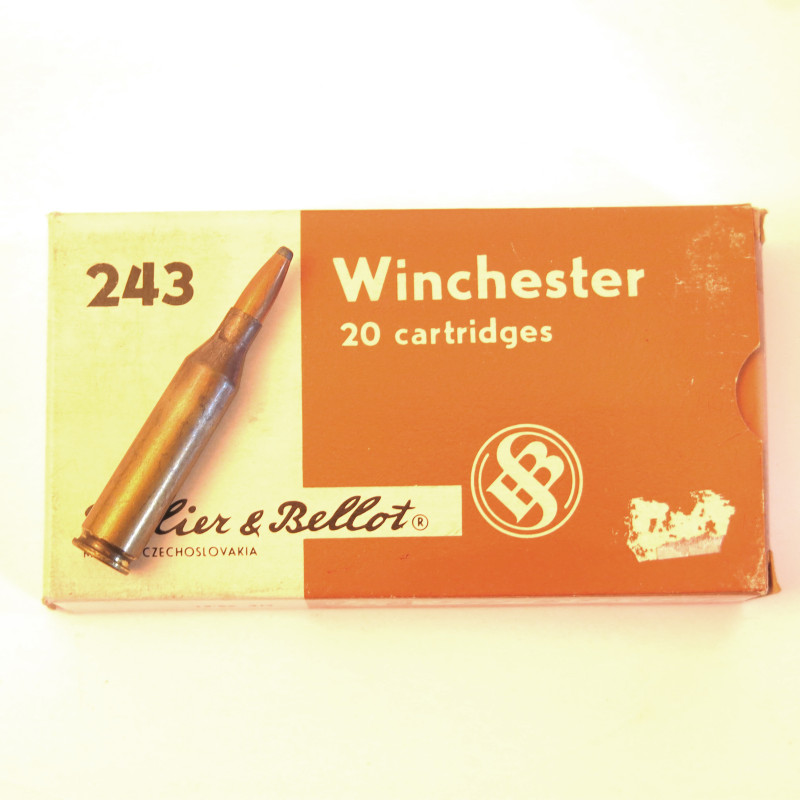 243
Winchester
20 cartridges
lier & Bellot®
CZECHOSLOVAKIA